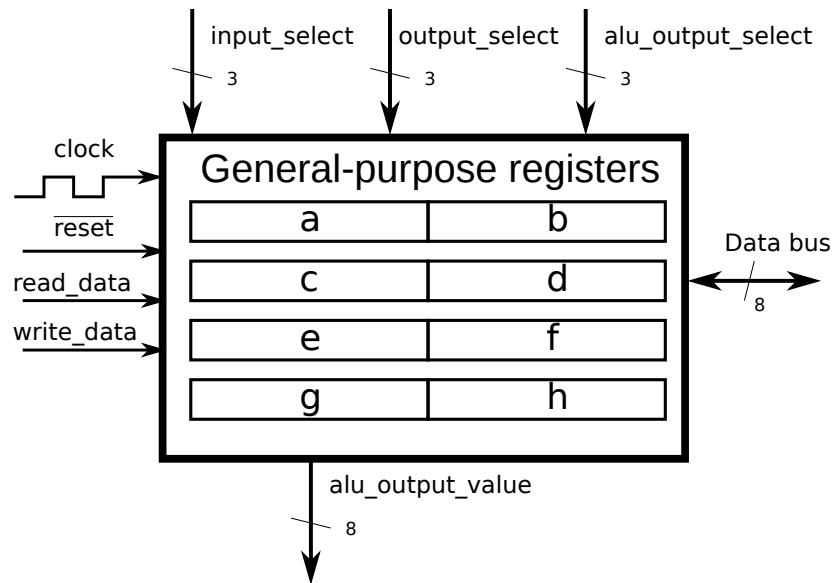 input_select
output_select
alu_output_select
3
3
3
clock
General-purpose registers
reset
a
b
Data bus
read_data
c
d
8
write_data
e
f
g
h
alu_output_value
8